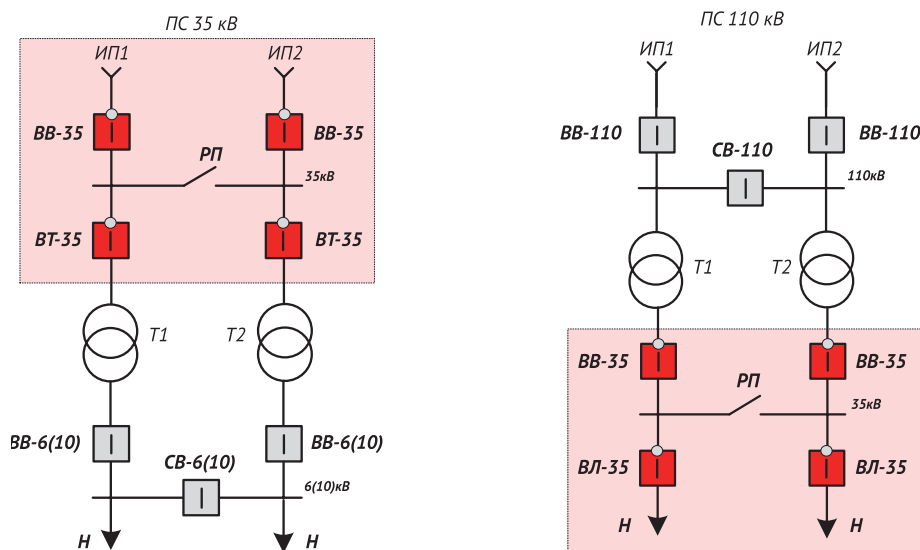 ПС 35 кВ
ИП1
ИП2
ВВ-35
ВВ-35
РП
35кВ
ВТ-35
ВТ-35
Т1
Т2
ВВ-6(10)
ВВ-6(10)
СВ-6(10)
6(10)кВ
Н
Н
ПС 110 кВ
ИП1
ИП2
ВВ-110
ВВ-110
СВ-110
110кВ
Т1
Т2
ВВ-35
ВВ-35
РП
35кВ
ВЛ-35
ВЛ-35
Н
Н